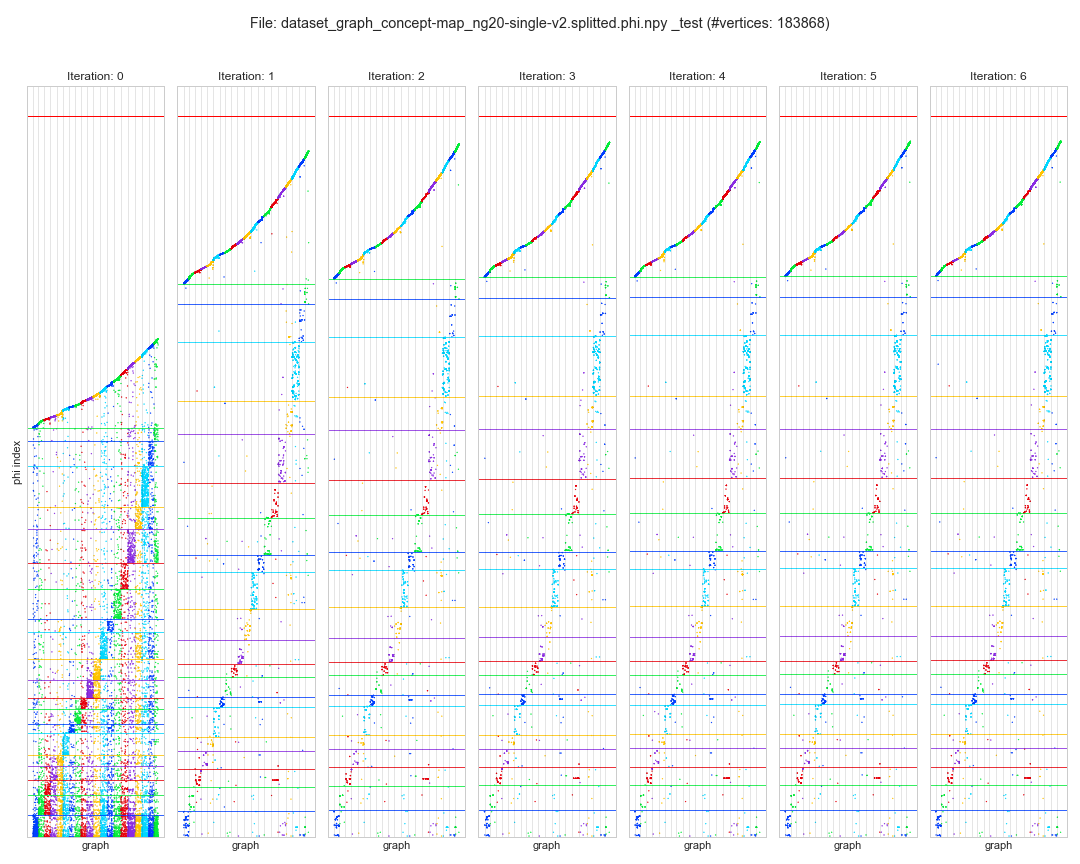 File: dataset_graph_concept-map_ng20-single-v2.splitted.phi.npy _test (#vertices: 183868)
Iteration: 0
Iteration: 1
Iteration: 2
Iteration: 3
Iteration: 4
Iteration: 5
Iteration: 6
phi index
graph
graph
graph
graph
graph
graph
graph